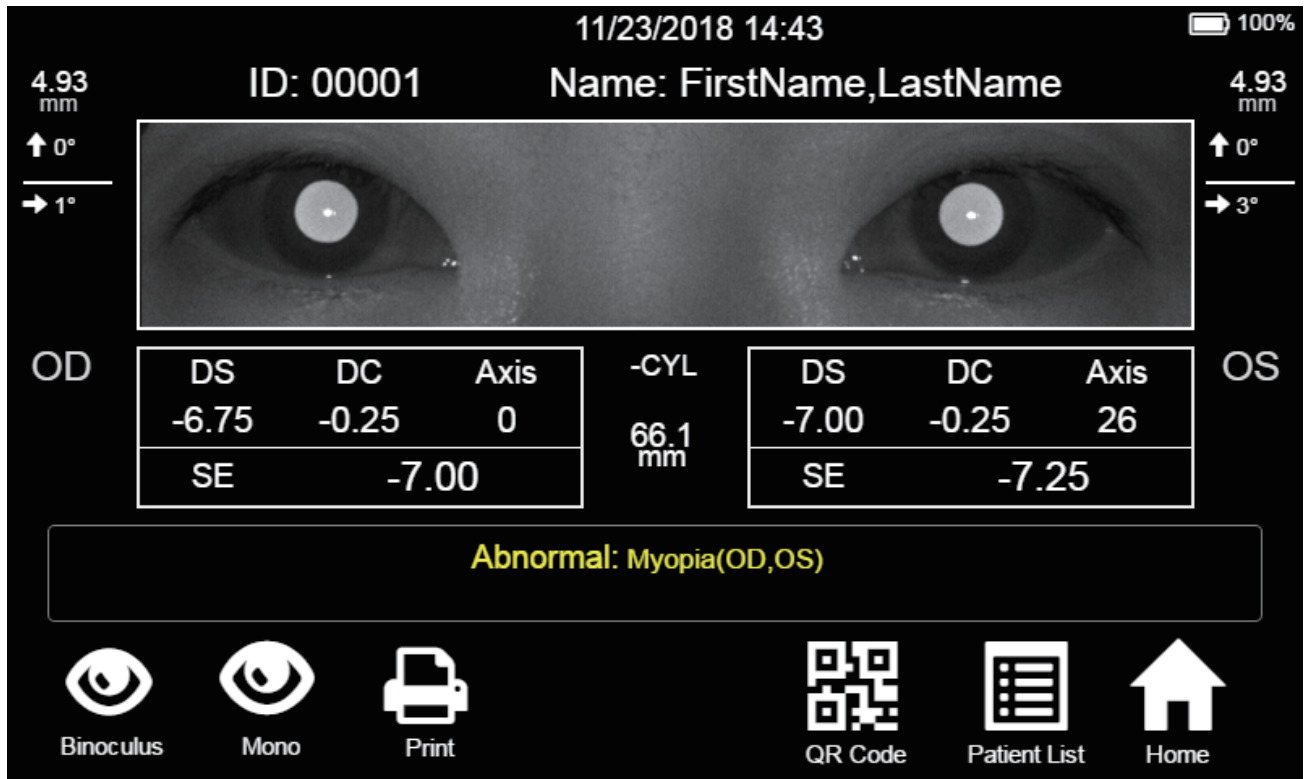 11/23/2018 14:43
100%
4.93
mm
ID: 00001
Name: FirstName,LastName
4.93
mm
0°
1°
0°
3°
OD
DS DC Axis
-6.75 -0.25 0
SE -7.00
-CYL
66.1
mm
DS DC Axis
-7.00 -0.25 26
SE -7.25
OS
Abnormal: Myopia(OD,OS)
Binoculus
Mono
Print
QR Code
Patient List
Home